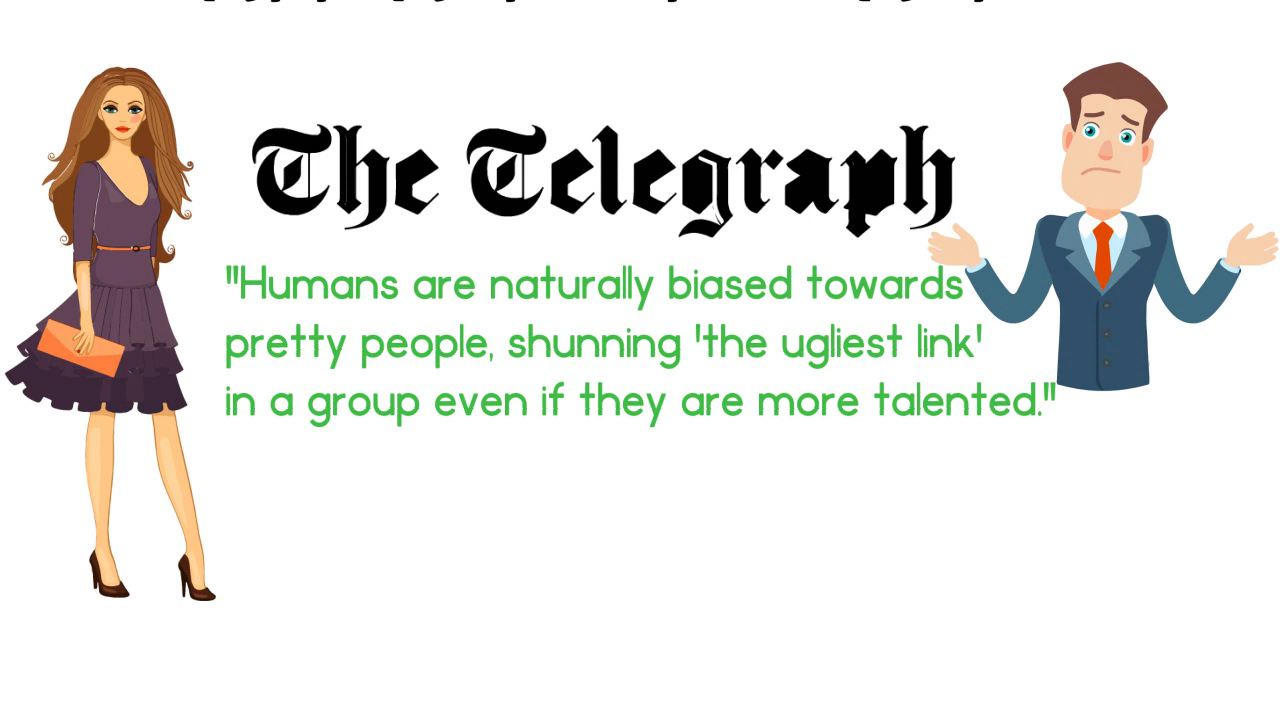 The Telegraph
"Humans are naturally biased towards
pretty people, shunning 'the ugliest link'
in a group even if they are more talented."